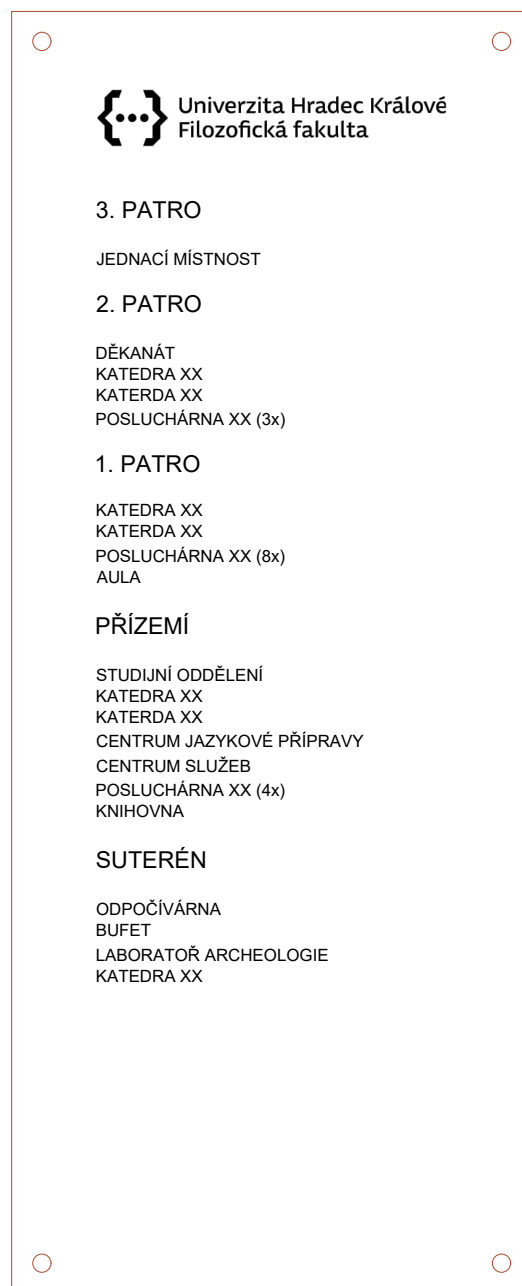 Univerzita Hradec Králové
Filozofická fakulta
3. PATRO
JEDNACÍ MÍSTNOST
2. PATRO
DĚKANÁT
KATEDRA XX
KATERDA XX
POSLUCHÁRNA XX (3x)
1. PATRO
KATEDRA XX
KATERDA XX
POSLUCHÁRNA XX (8x)
AULA
PŘÍZEMÍ
STUDIJNÍ ODDĚLENÍ
KATEDRA XX
KATERDA XX
CENTRUM JAZYKOVÉ PŘÍPRAVY
CENTRUM SLUŽEB
POSLUCHÁRNA XX (4x)
KNIHOVNA
SUTERÉN
ODPOČÍVÁRNA
BUFET
LABORATOŘ ARCHEOLOGIE
KATEDRA XX